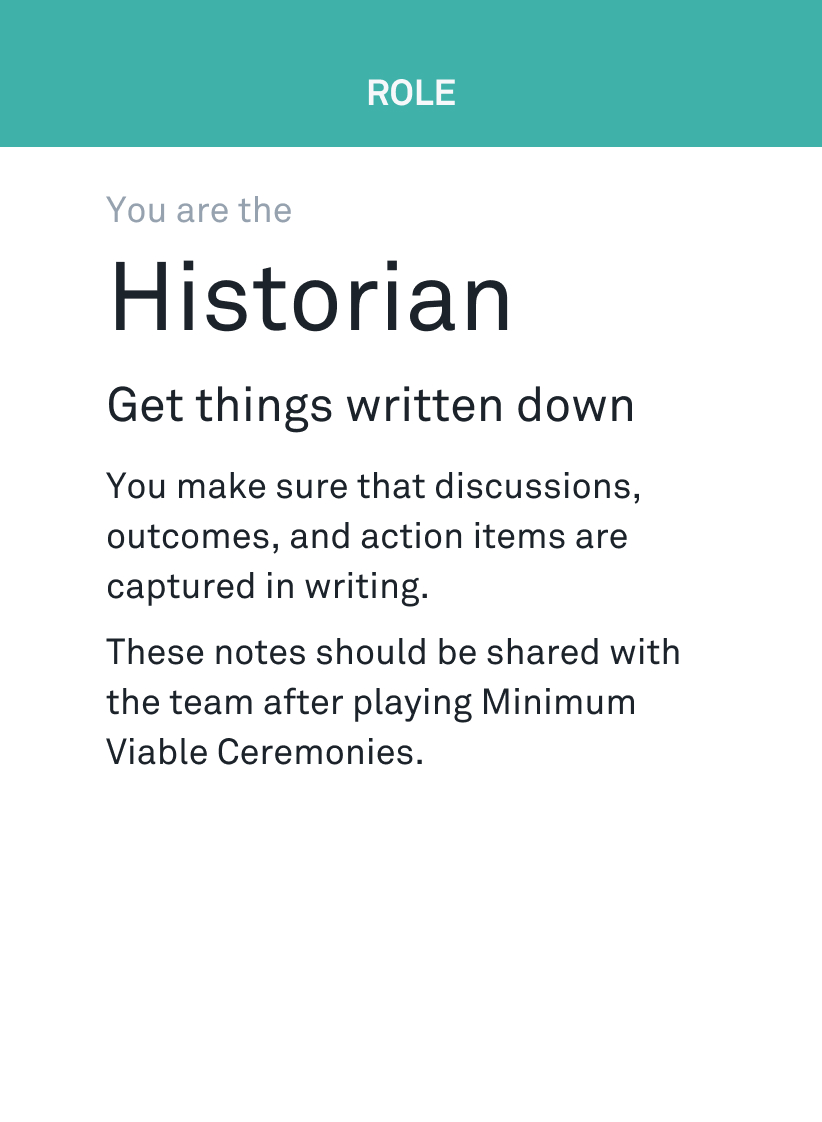 ROLE
You are the
Historian
Get things written down
You make sure that discussions,
outcomes, and action items are
captured in writing.
These notes should be shared with
the team after playing Minimum
Viable Ceremonies.